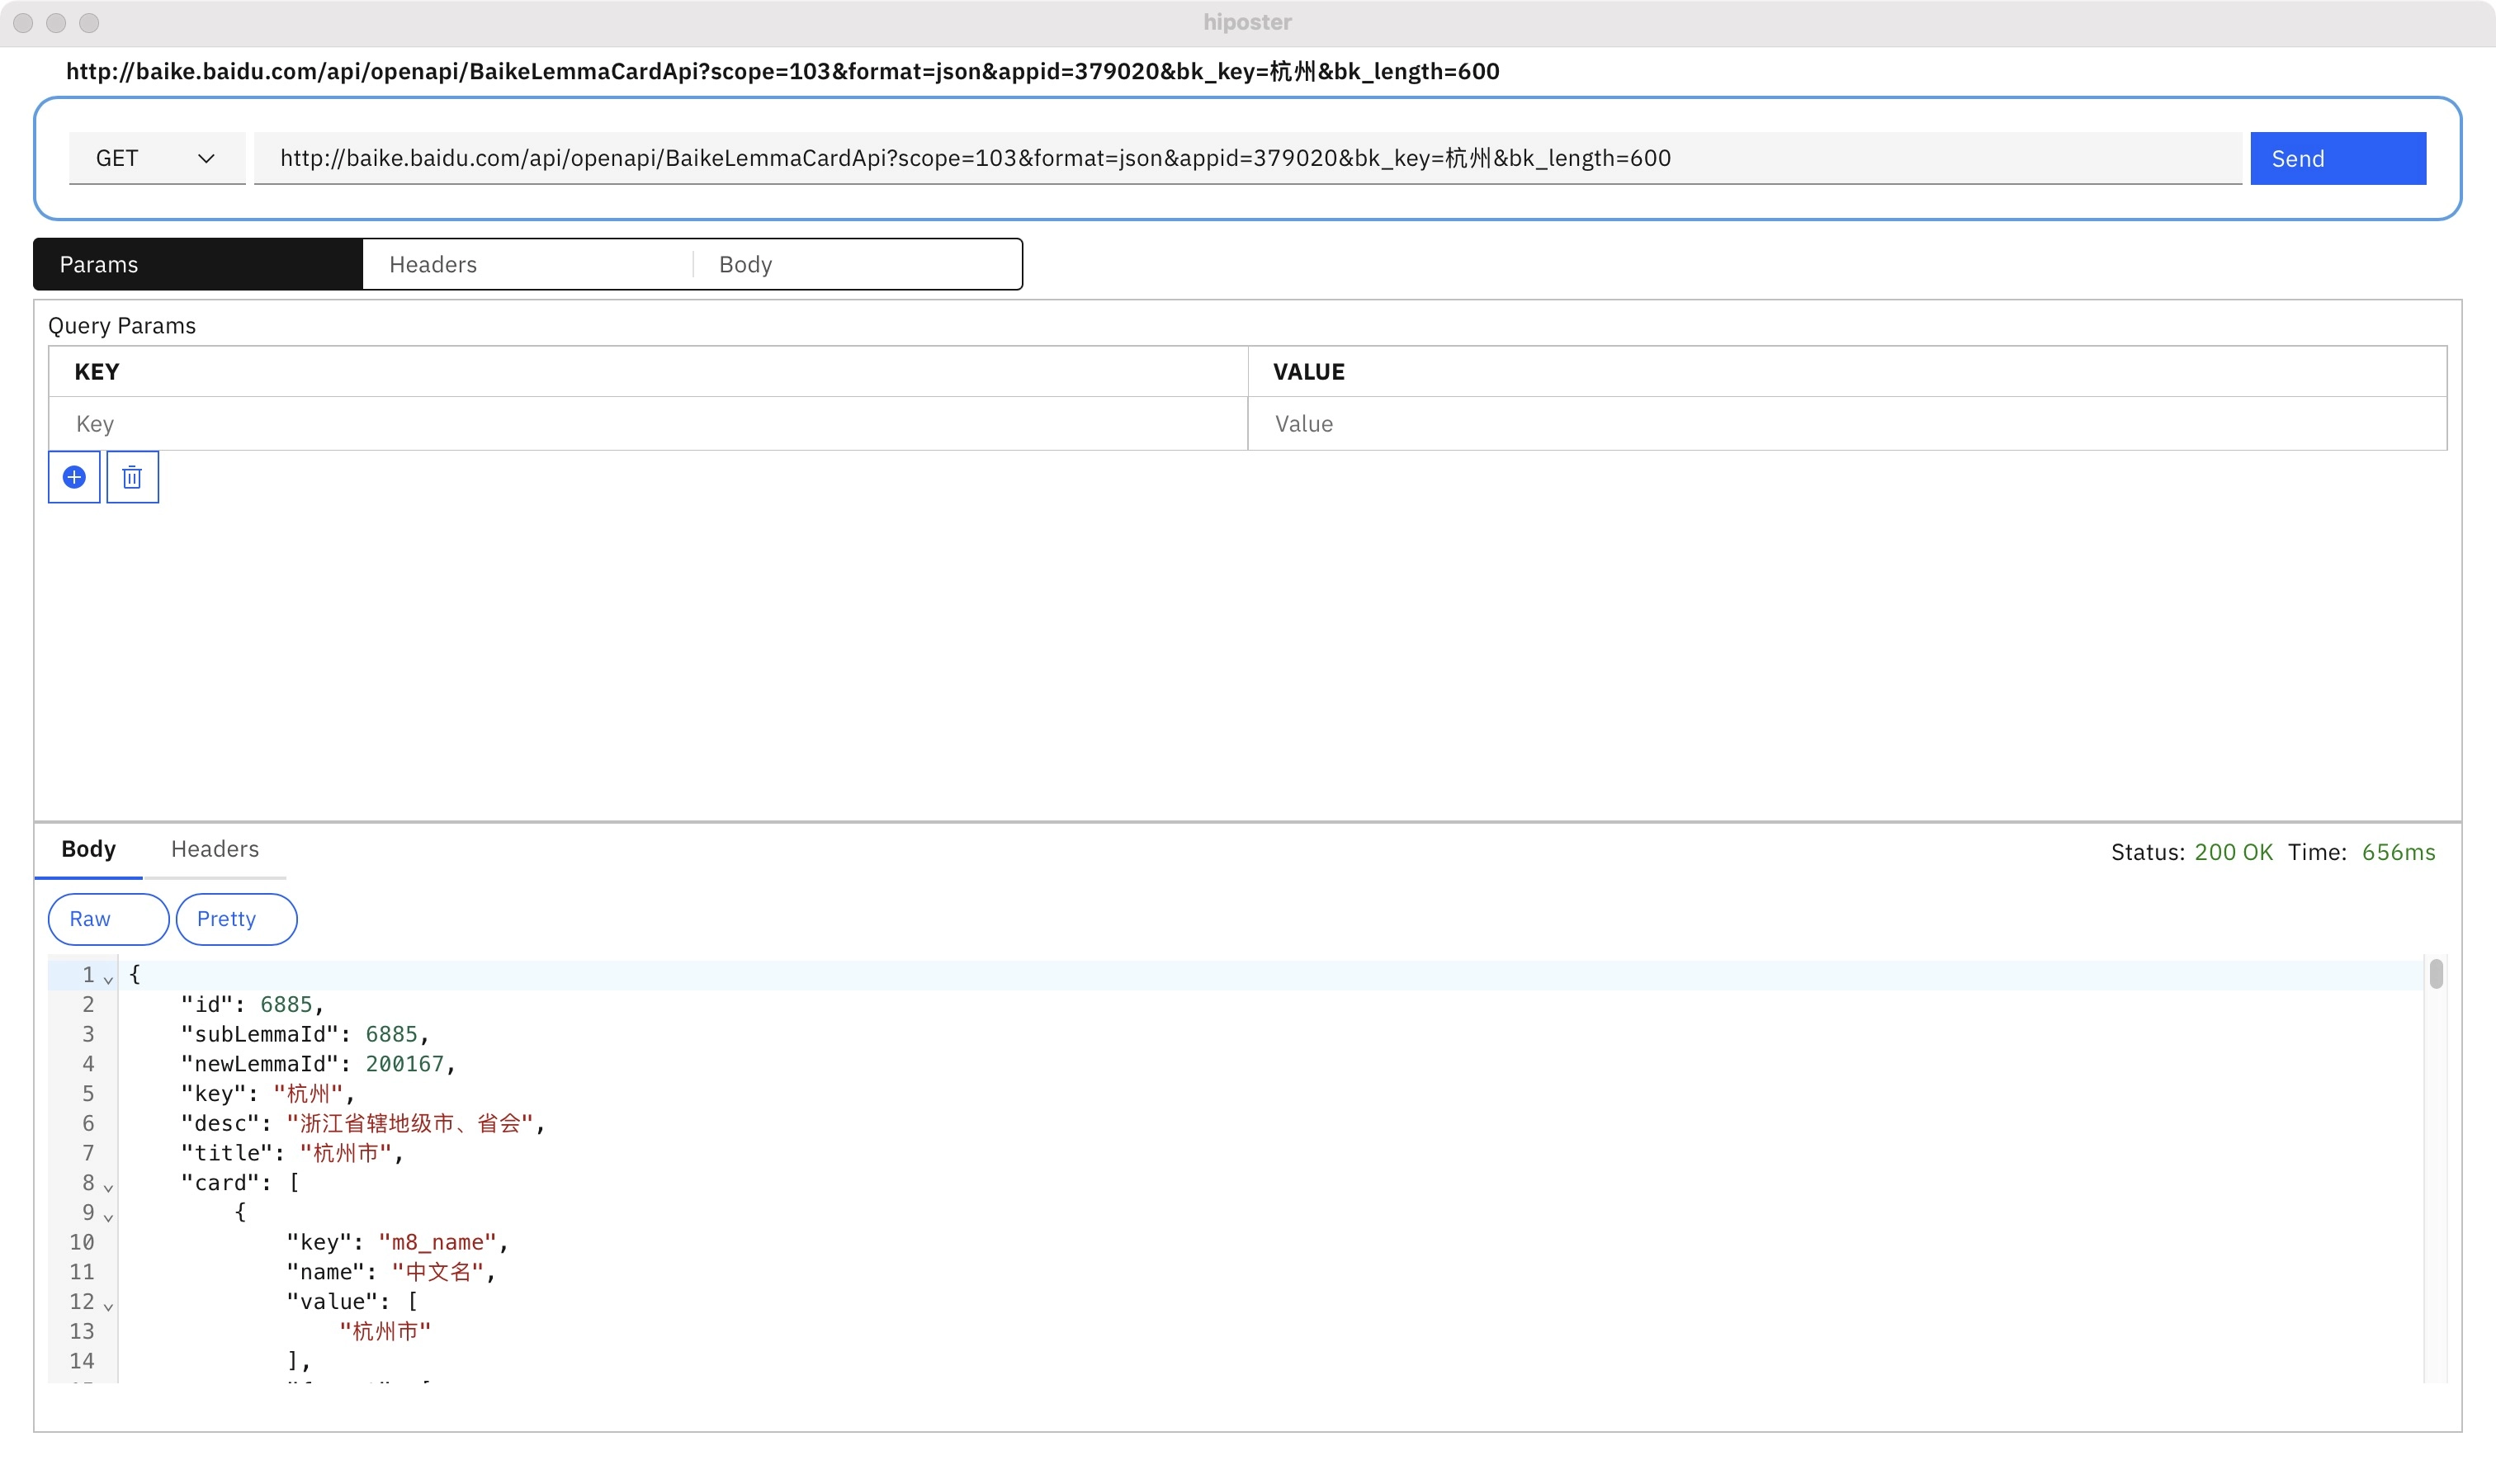 hiposter
http://baike.baidu.com/api/openapi/BaikeLemmaCardApi?scope=103&format=json&appid=379020&bk_key=杭州&bk_length=600
GET http://baike.baidu.com/api/openapi/BaikeLemmaCardApi?scope=103&format=json&appid=379020&bk_key=杭州&bk_length=600 Send
Params Headers Body
Query Params
KEY VALUE
Key Value
Body Headers Status: 200 OK Time: 656ms
Raw Pretty
1 {
2 "id": 6885,
3 "subLemmaId": 6885,
4 "newLemmaId": 200167,
5 "key": "杭州",
6 "desc": "浙江省辖地级市、省会",
7 "title": "杭州市",
8 "card": [
9 {
10 "key": "m8_name",
11 "name": "中文名",
12 "value": [
13 "杭州市"
14 ],